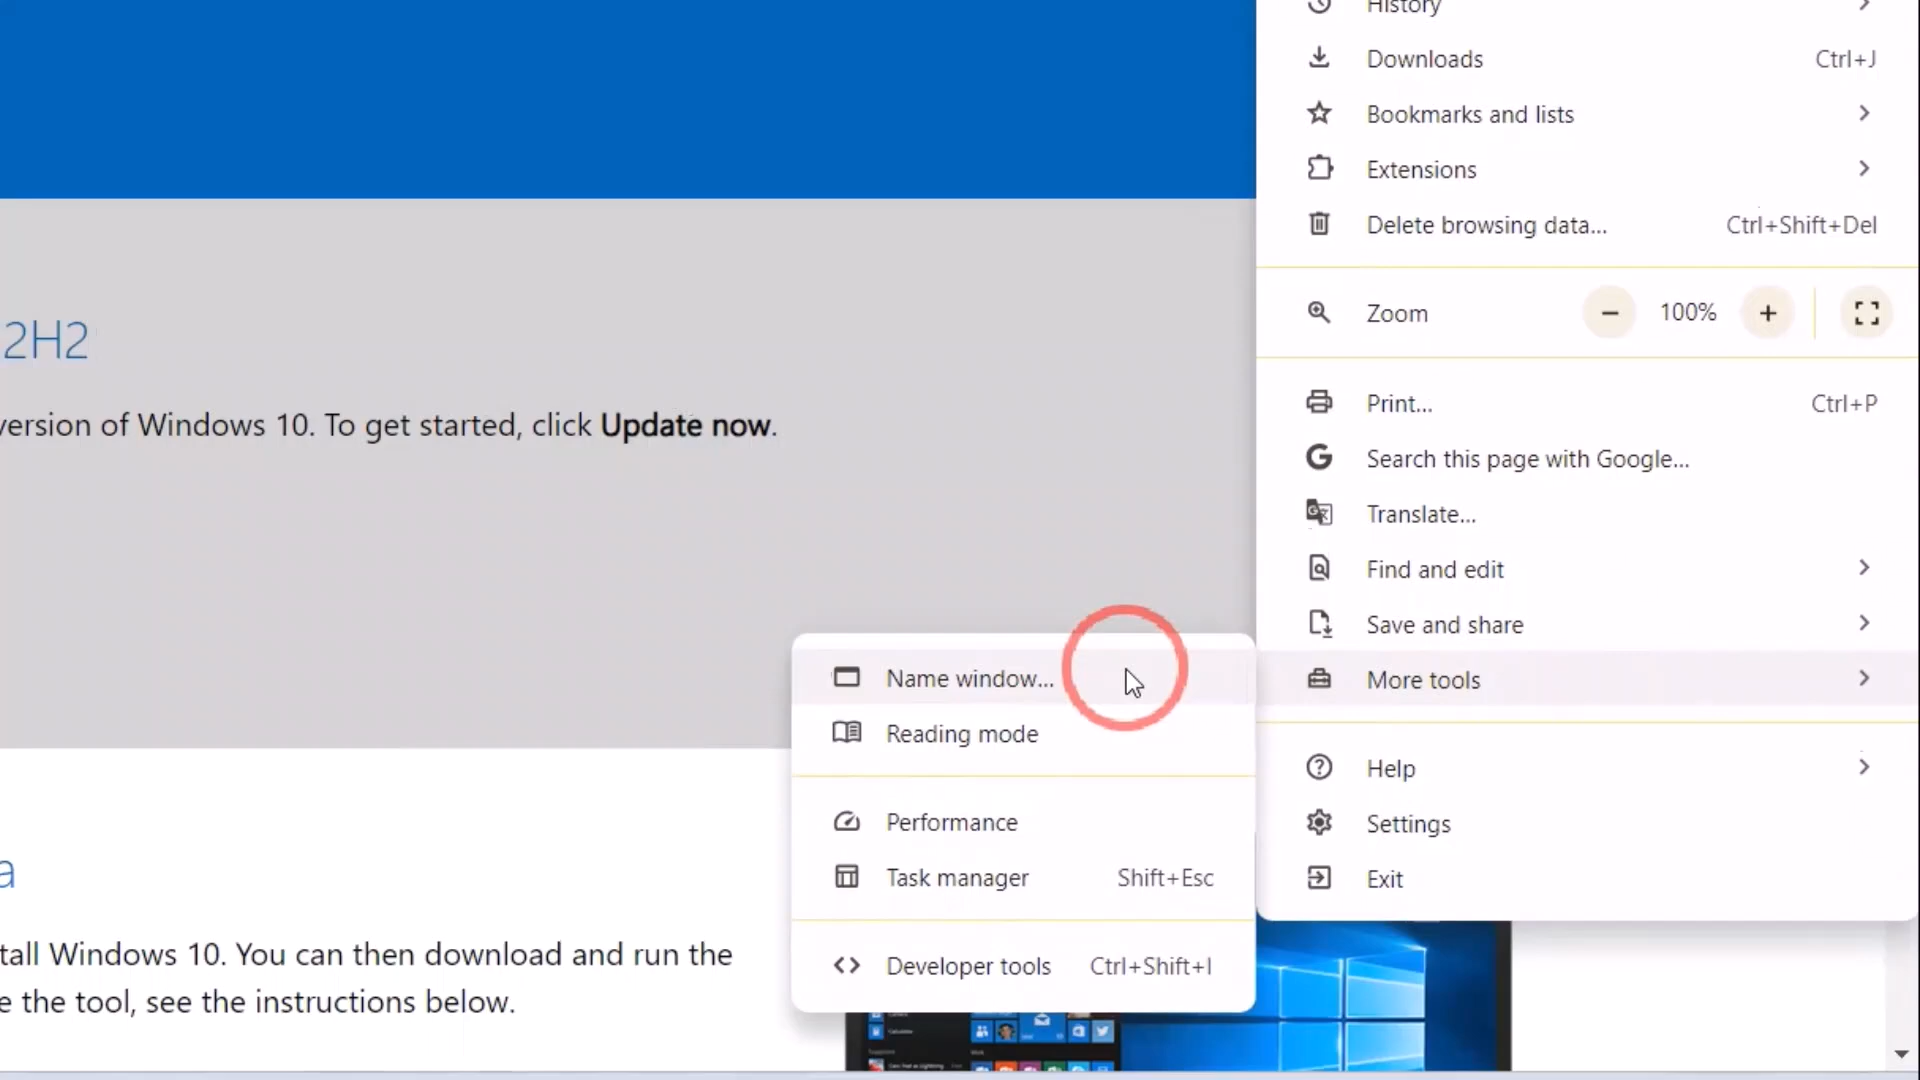 History
Downloads Ctrl+J
Bookmarks and lists
Extensions
Delete browsing data... Ctrl+Shift+Del
Zoom 100%
Print... Ctrl+P
Search this page with Google...
Translate...
Find and edit
Save and share
More tools
Help
Settings
Exit
Name window...
Reading mode
Performance
Task manager Shift+Esc
Developer tools Ctrl+Shift+I
2H2
version of Windows 10. To get started, click Update now.
a
tall Windows 10. You can then download and run the
e the tool, see the instructions below.